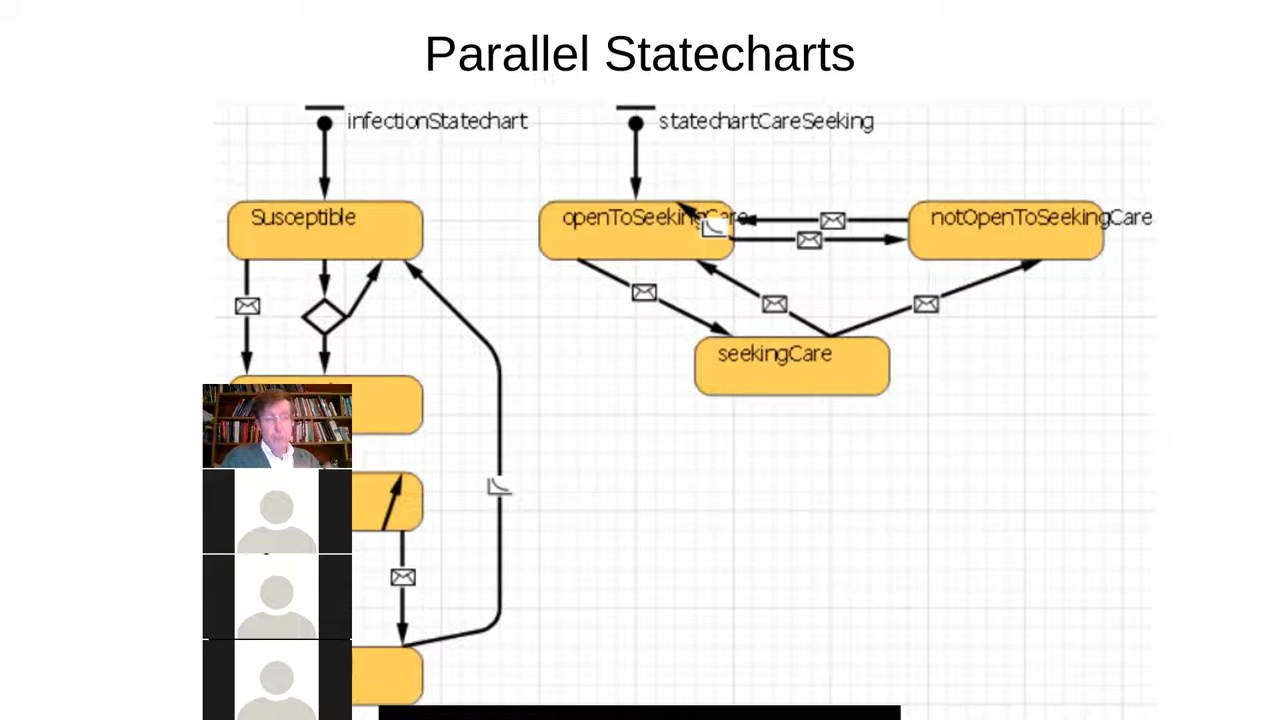 Parallel Statecharts
infectionStatechart
statechartCareSeeking
Susceptible
openToSeekingCare
notOpenToSeekingCare
seekingCare